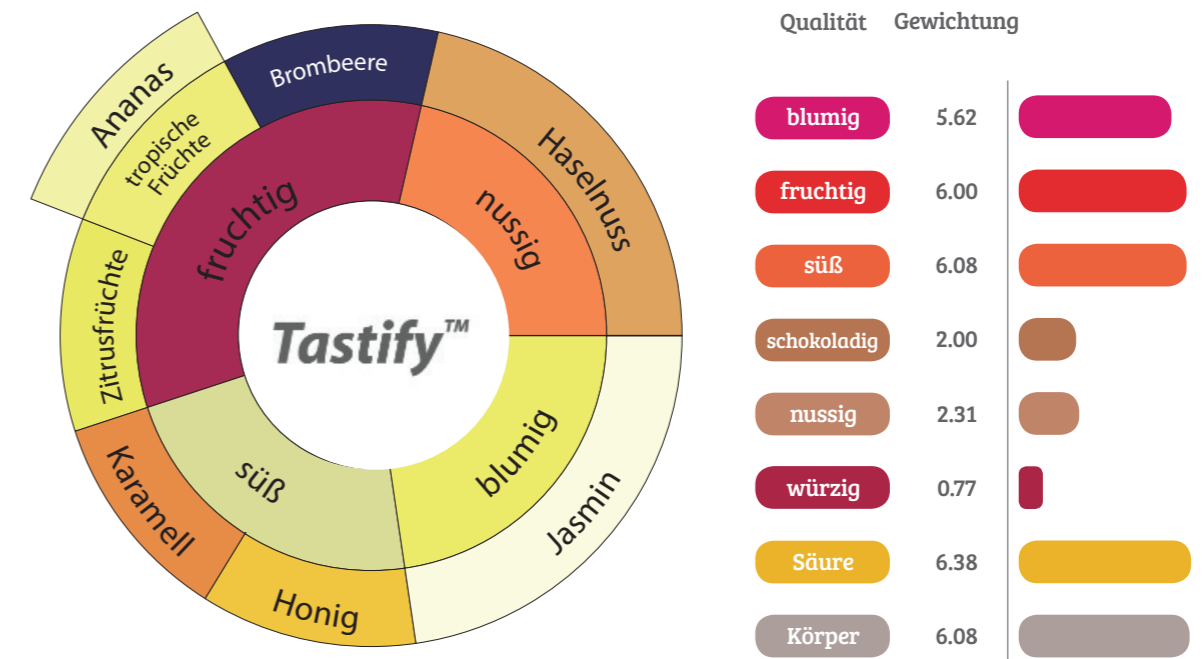 Ananas
tropische
Früchte
Brombeere
Haselnuss
fruchtig
nussig
Zitrusfrüchte
Tastify™
Karamell
süß
blumig
Jasmin
Honig
Qualität Gewichtung
blumig 5.62
fruchtig 6.00
süß 6.08
schokoladig 2.00
nussig 2.31
würzig 0.77
Säure 6.38
Körper 6.08